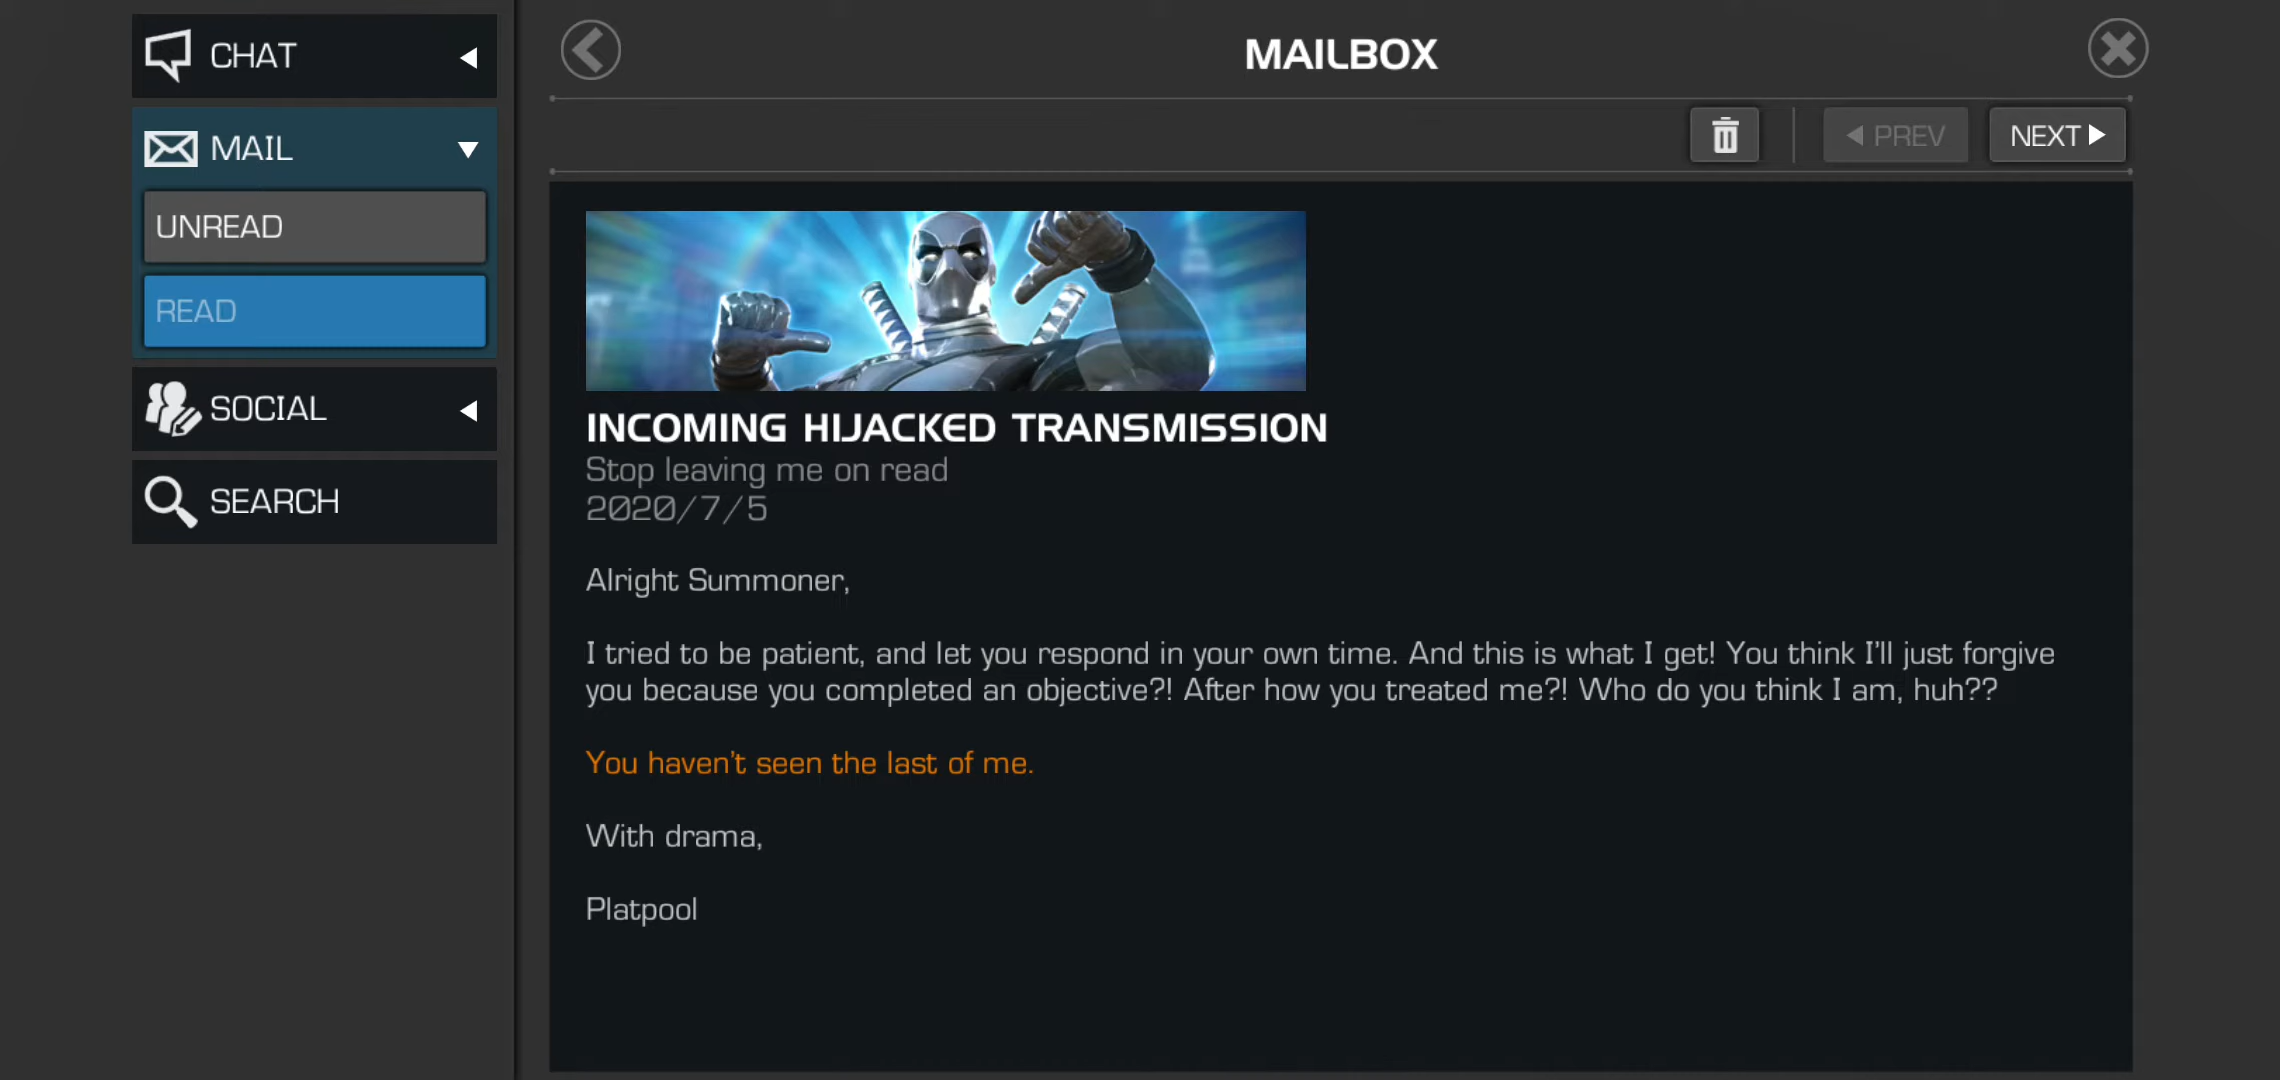 CHAT
MAIL
UNREAD
READ
SOCIAL
SEARCH
MAILBOX
PREV
NEXT
INCOMING HIJACKED TRANSMISSION
Stop leaving me on read
2020/7/5
Alright Summoner,
I tried to be patient, and let you respond in your own time. And this is what I get! You think I'll just forgive
you because you completed an objective?! After how you treated me?! Who do you think I am, huh??
You haven't seen the last of me.
With drama,
Platpool